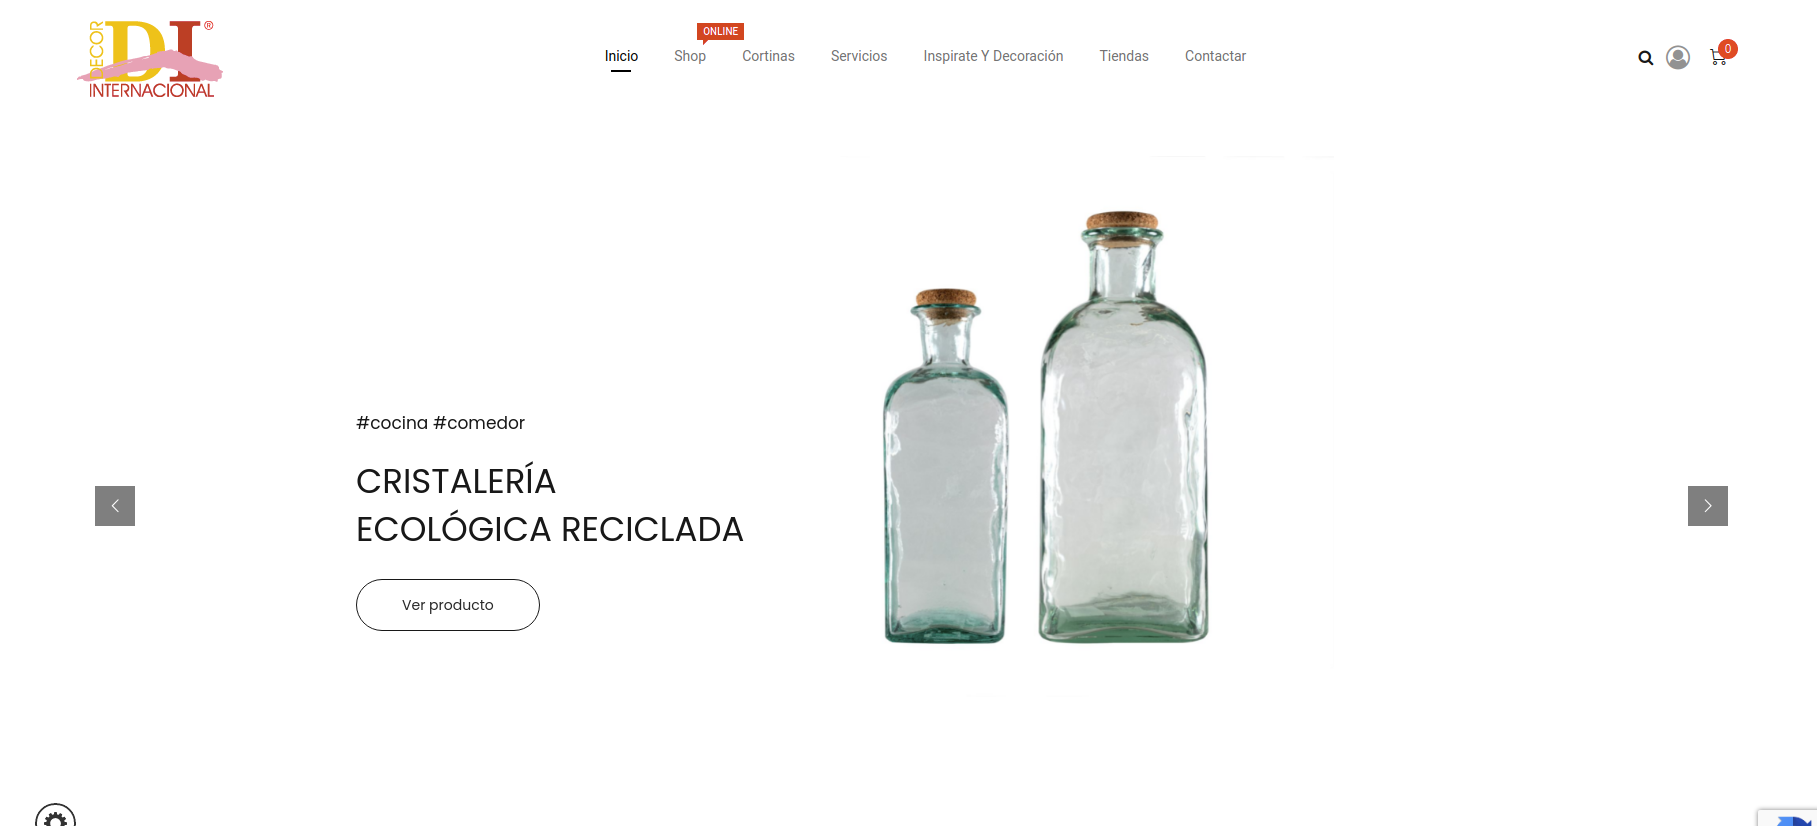 DECOR
DI®
INTERNACIONAL
ONLINE
Inicio
Shop
Cortinas
Servicios
Inspirate Y Decoración
Tiendas
Contactar
0
#cocina #comedor
CRISTALERÍA
ECOLÓGICA RECICLADA
Ver producto